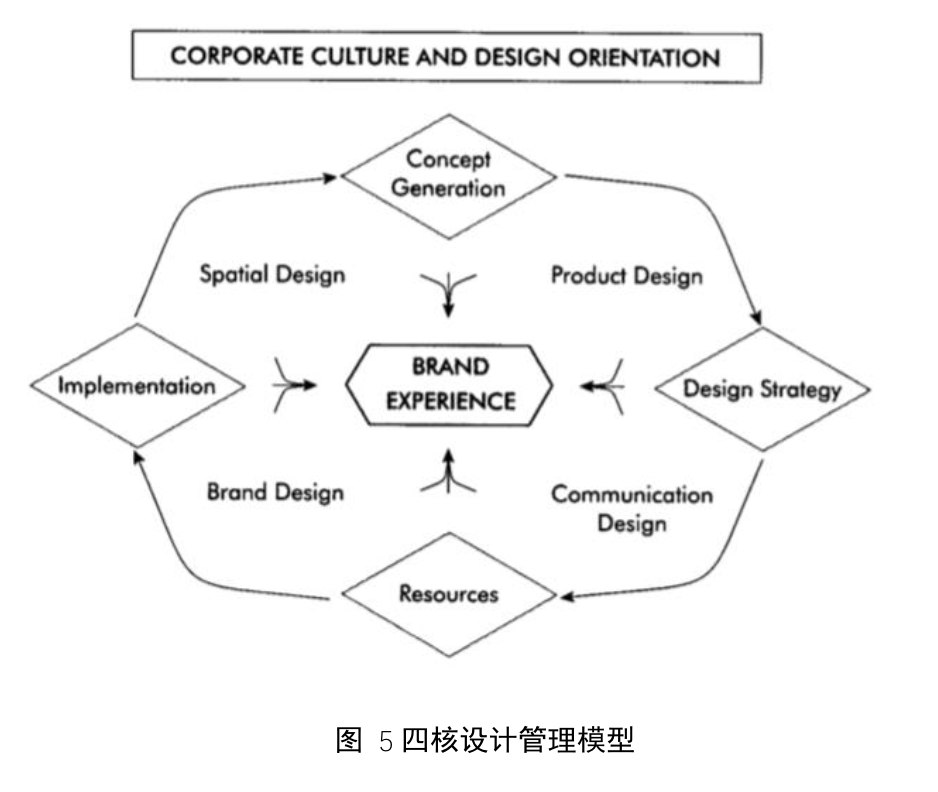 CORPORATE CULTURE AND DESIGN ORIENTATION
Concept
Generation
Spatial Design
Product Design
Implementation
BRAND
EXPERIENCE
Design Strategy
Brand Design
Communication
Design
Resources
图 5 四核设计管理模型